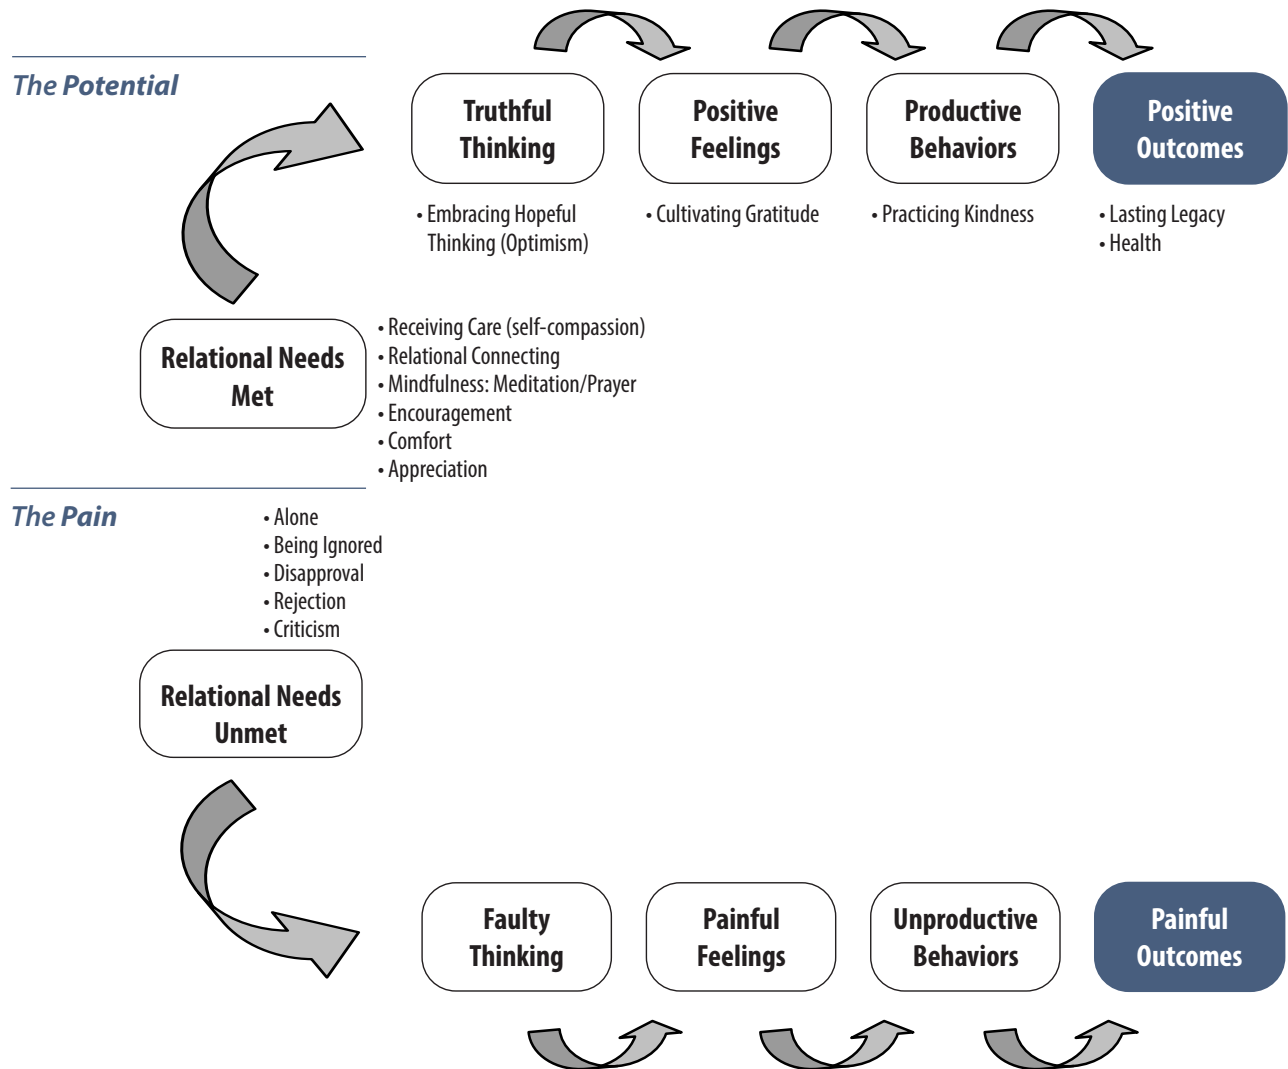 The Potential
Truthful
Thinking
• Embracing Hopeful
Thinking (Optimism)
Positive
Feelings
• Cultivating Gratitude
Productive
Behaviors
• Practicing Kindness
Positive
Outcomes
• Lasting Legacy
• Health
Relational Needs
Met
• Receiving Care (self-compassion)
• Relational Connecting
• Mindfulness: Meditation/Prayer
• Encouragement
• Comfort
• Appreciation
The Pain
• Alone
• Being Ignored
• Disapproval
• Rejection
• Criticism
Relational Needs
Unmet
Faulty
Thinking
Painful
Feelings
Unproductive
Behaviors
Painful
Outcomes